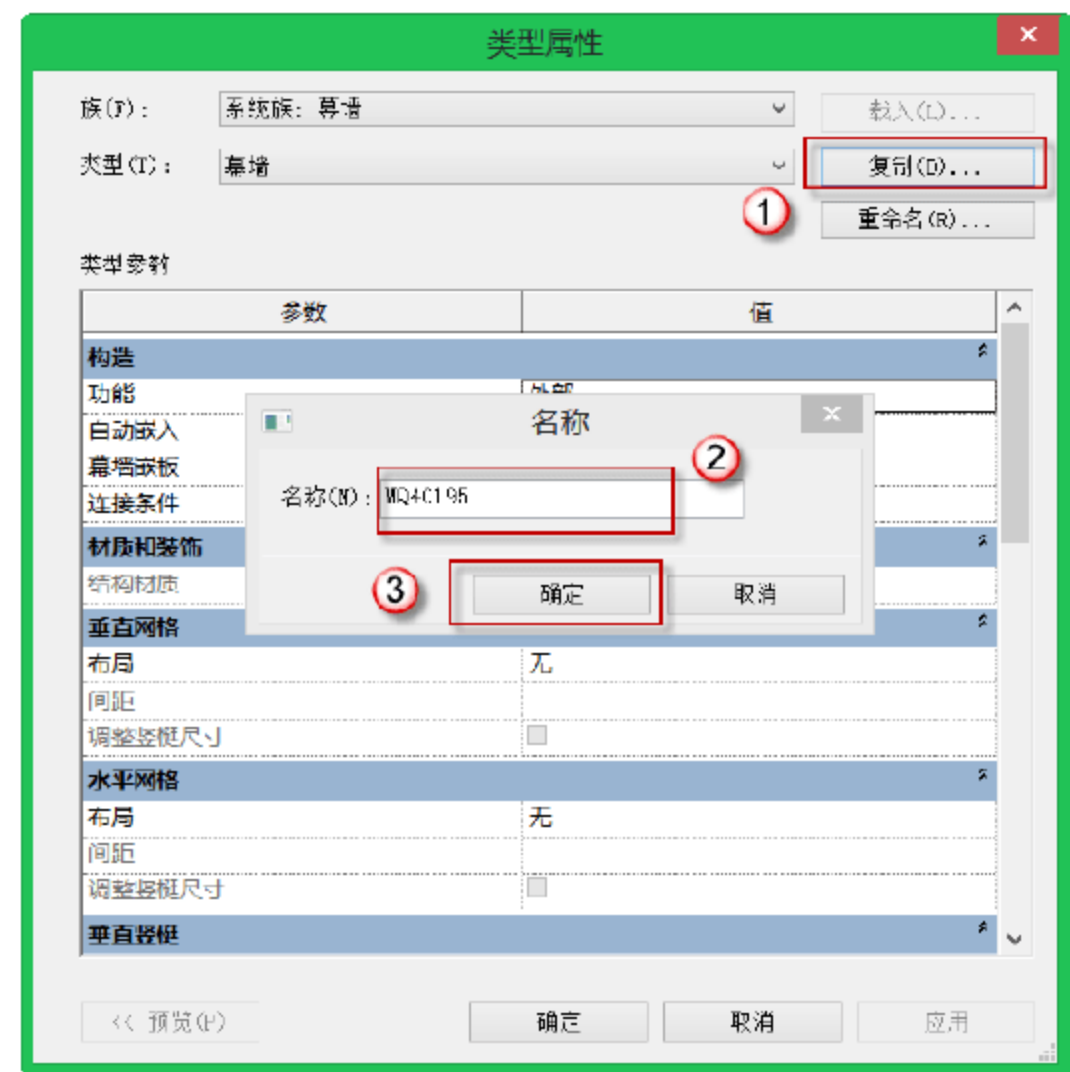 类型属性
族(F)： 系统族：幕墙 载入(L)...
类型(T)： 幕墙 复制(D)...
①
重命名(R)...
类型参数
参数 值
构造
功能 外部
自动嵌入
幕墙嵌板
连接条件
名称
②
名称(N)：
③
确定 取消
材质和装饰
结构材质
垂直网格
布局 无
间距
调整竖梃尺寸
水平网格
布局 无
间距
调整竖梃尺寸
垂直竖梃
<< 预览(P) 确定 取消 应用